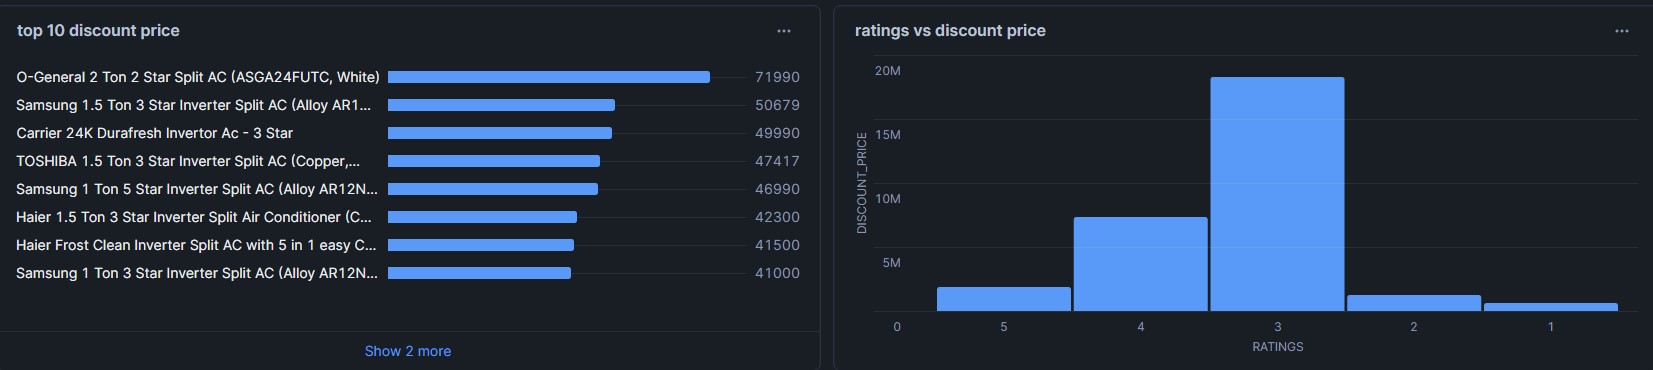 top 10 discount price
O-General 2 Ton 2 Star Split AC (ASGA24FUTC, White) 71990
Samsung 1.5 Ton 3 Star Inverter Split AC (Alloy AR1... 50679
Carrier 24K Durafresh Invertor Ac - 3 Star 49990
TOSHIBA 1.5 Ton 3 Star Inverter Split AC (Copper,... 47417
Samsung 1 Ton 5 Star Inverter Split AC (Alloy AR12N... 46990
Haier 1.5 Ton 3 Star Inverter Split Air Conditioner (C... 42300
Haier Frost Clean Inverter Split AC with 5 in 1 easy C... 41500
Samsung 1 Ton 3 Star Inverter Split AC (Alloy AR12N... 41000
Show 2 more
ratings vs discount price
DISCOUNT_PRICE
20M
15M
10M
5M
0
5 4 3 2 1
RATINGS